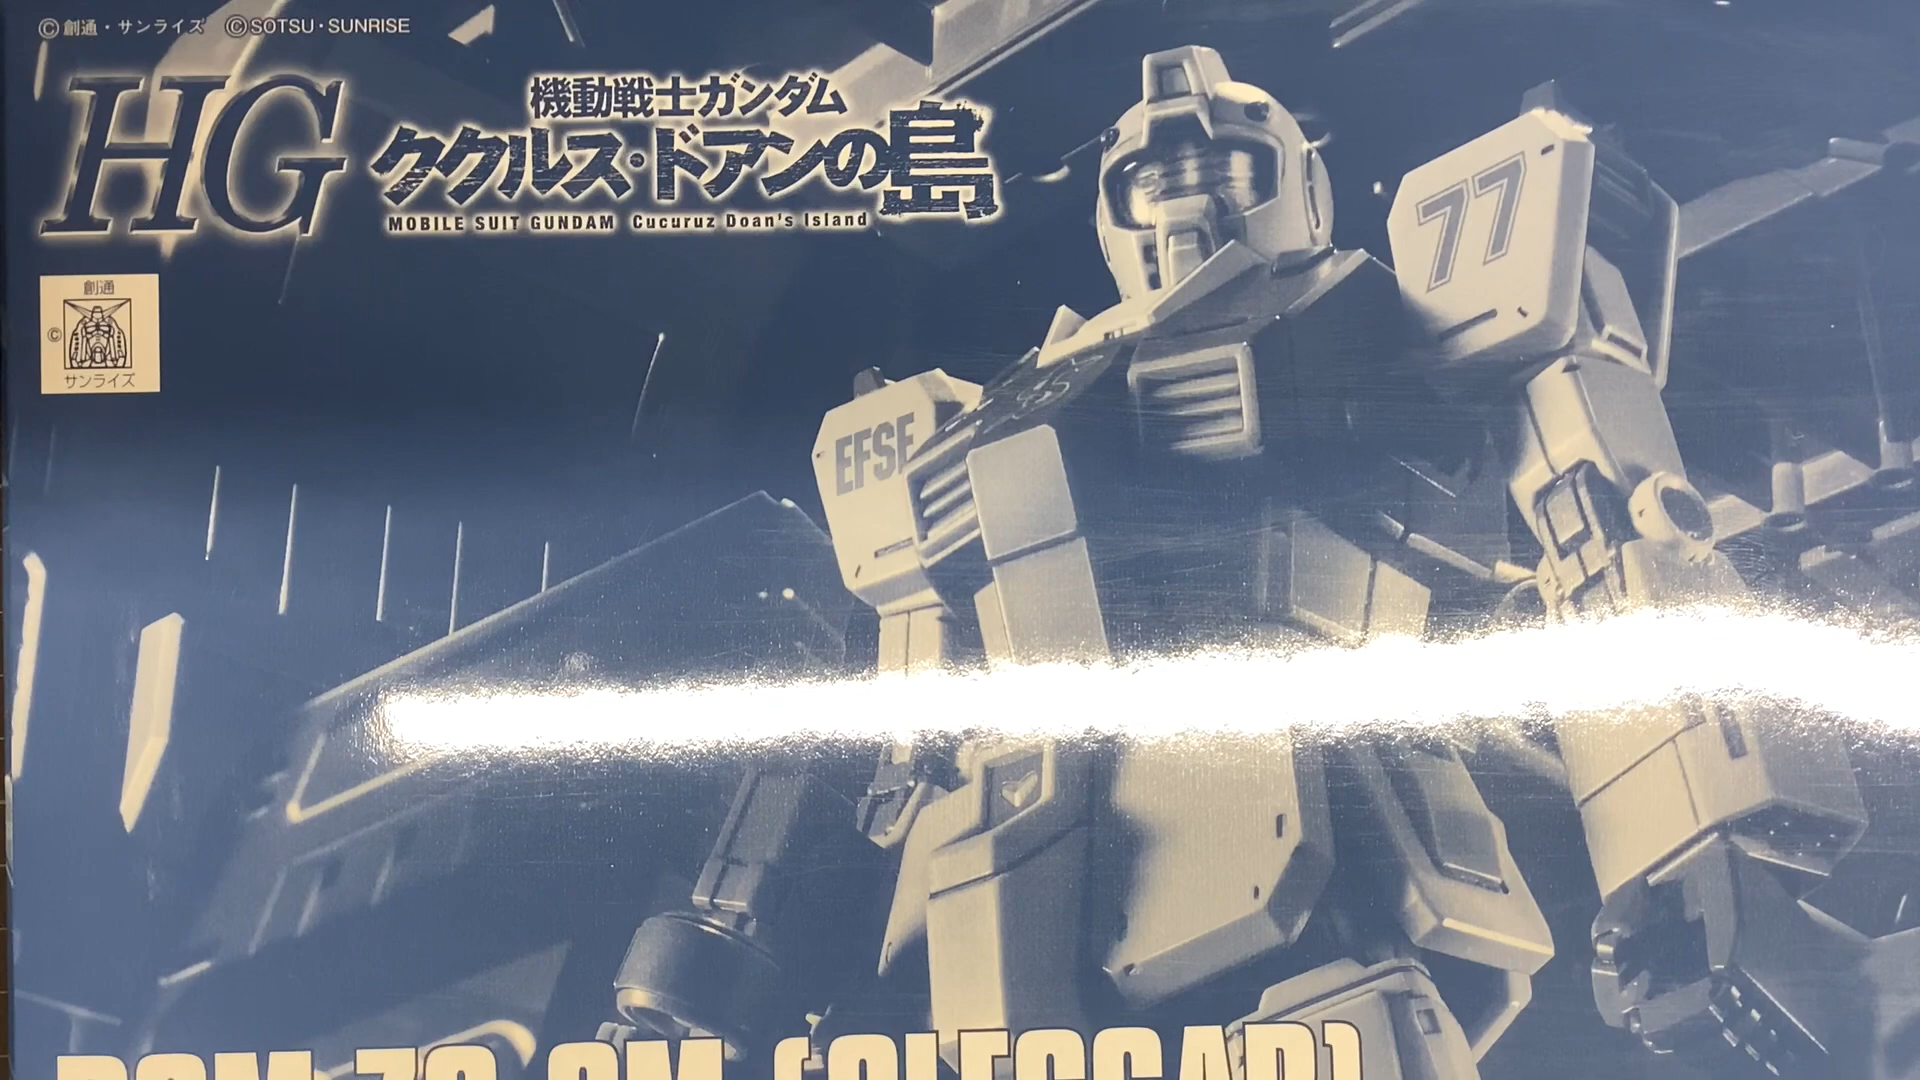 ©創通・サンライズ ©SOTSU・SUNRISE
HG
機動戦士ガンダム
ククルス・ドアンの島
MOBILE SUIT GUNDAM Cucuruz Doan's Island
創通
©
サンライズ
77
EFSF